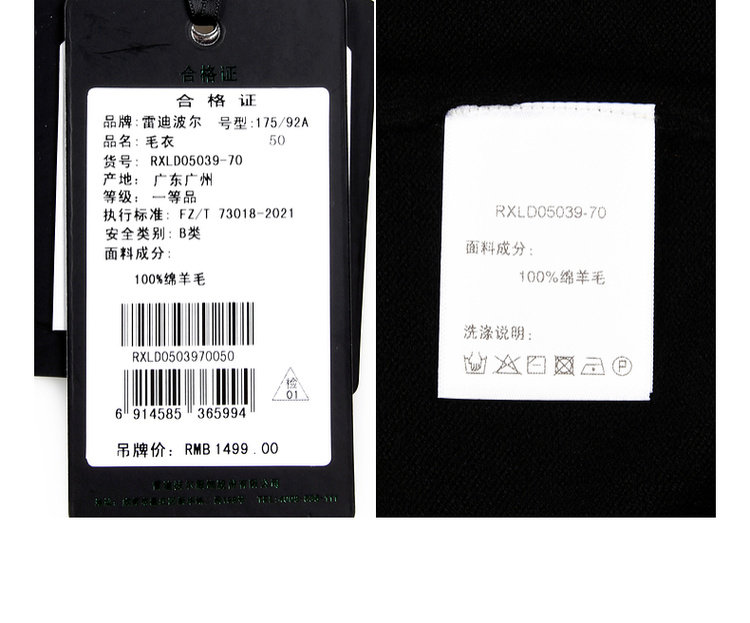 合格证
合格证
品牌:雷迪波尔 号型:175/92A
品名:毛衣 50
货号: RXLD05039-70
产地: 广东广州
等级: 一等品
执行标准: FZ/T 73018-2021
安全类别: B类
面料成分:
100%绵羊毛
RXLD0503970050
检
01
6 914585 365994
吊牌价: RMB1499.00
RXLD05039-70
面料成分:
100%绵羊毛
洗涤说明:
P